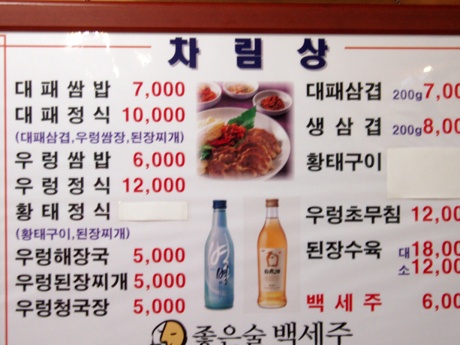 차림상
대패쌈밥 7,000
대패정식 10,000
(대패삼겹,우렁쌈장,된장찌개)
우렁쌈밥 6,000
우렁정식 12,000
황태정식
(황태구이,된장찌개)
우렁해장국 5,000
우렁된장찌개 5,000
우렁청국장 5,000
대패삼겹 200g 7,00
생삼겹 200g 8,00
황태구이
우렁초무침 12,00
된장수육 대 18,00
소 12,00
백세주 6,00
좋은술 백세주